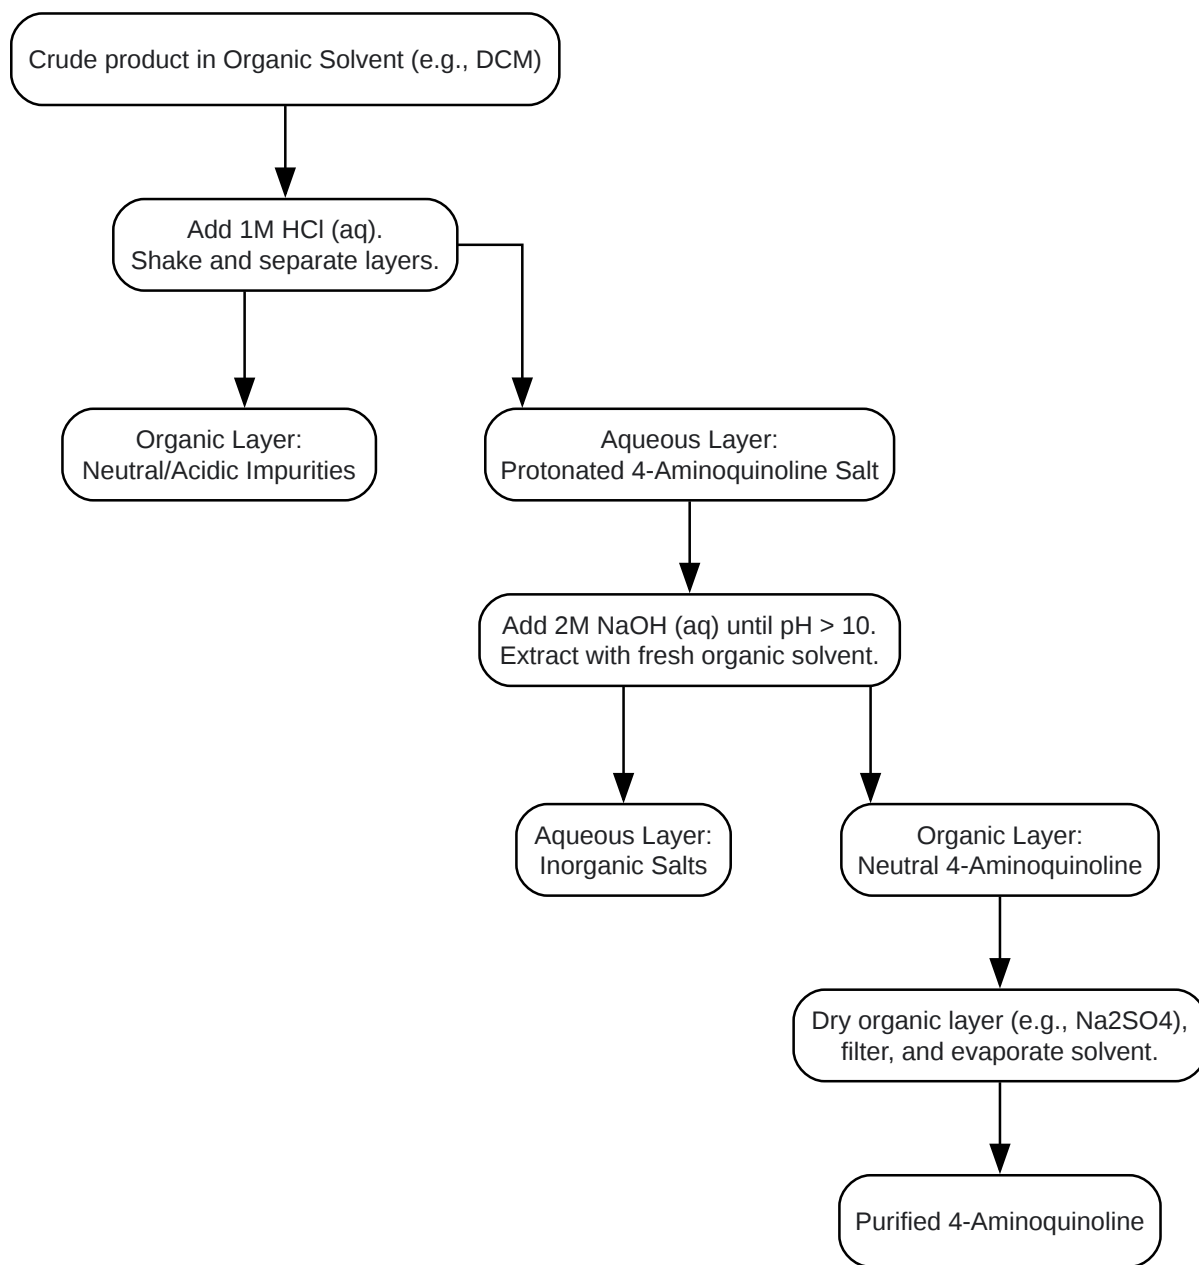 Crude product in Organic Solvent (e.g., DCM)
Add 1M HCl (aq).
Shake and separate layers.
Organic Layer:
Neutral/Acidic Impurities
Aqueous Layer:
Protonated 4-Aminoquinoline Salt
Add 2M NaOH (aq) until pH > 10.
Extract with fresh organic solvent.
Aqueous Layer:
Inorganic Salts
Organic Layer:
Neutral 4-Aminoquinoline
Dry organic layer (e.g., Na2SO4),
filter, and evaporate solvent.
Purified 4-Aminoquinoline